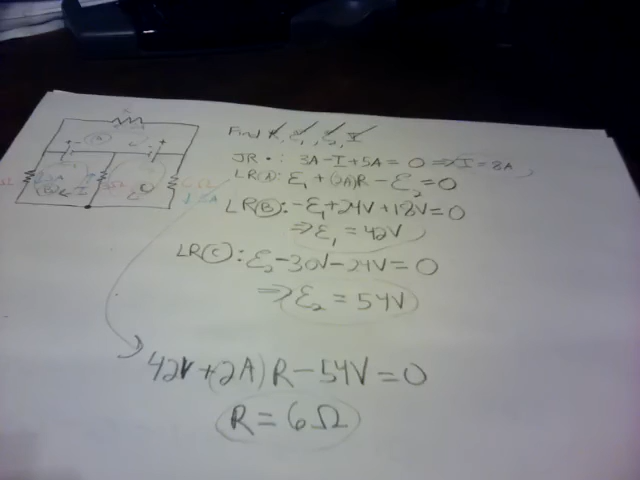 Find R, ε₁, ε₂, I
JR •: 3A - I + 5A = 0 ⇒ I = 8A
LR(A): ε₁ + (2A)R - ε₂ = 0
LR(B): -ε₁ + 24V + 18V = 0
⇒ ε₁ = 42V
LR(C): ε₂ - 30V - 24V = 0
⇒ ε₂ = 54V
42V + (2A)R - 54V = 0
R = 6Ω